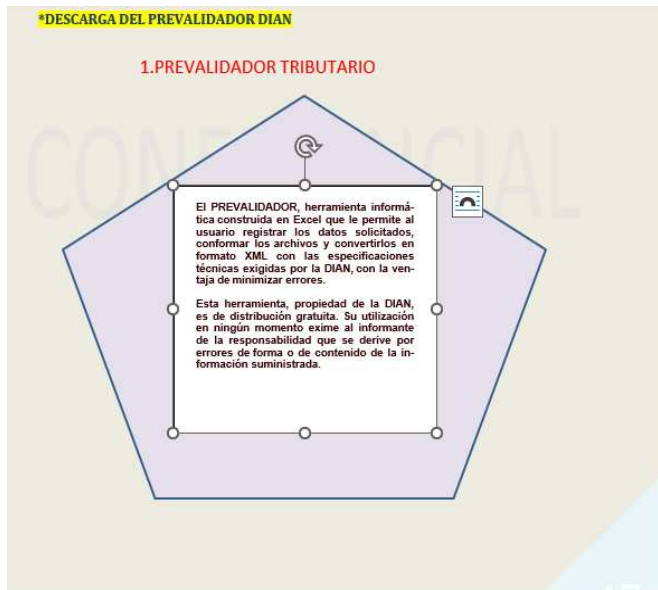 *DESCARGA DEL PREVALIDADOR DIAN
1.PREVALIDADOR TRIBUTARIO
El PREVALIDADOR, herramienta informá-
tica construida en Excel que le permite al
usuario registrar los datos solicitados,
conformar los archivos y convertirlos en
formato XML con las especificaciones
técnicas exigidas por la DIAN, con la ven-
taja de minimizar errores.
Esta herramienta, propiedad de la DIAN,
es de distribución gratuita. Su utilización
en ningún momento exime al informante
de la responsabilidad que se derive por
errores de forma o de contenido de la in-
formación suministrada.